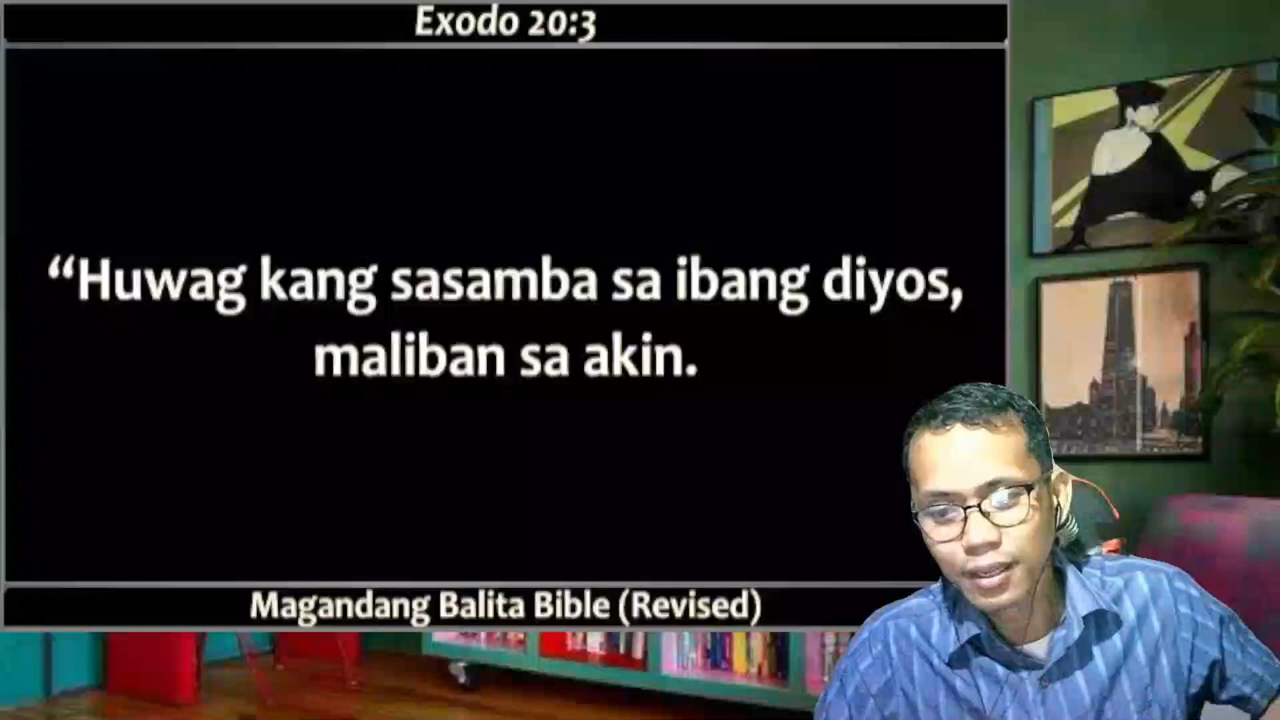 Exodo 20:3
“Huwag kang sasamba sa ibang diyos,
maliban sa akin.
Magandang Balita Bible (Revised)